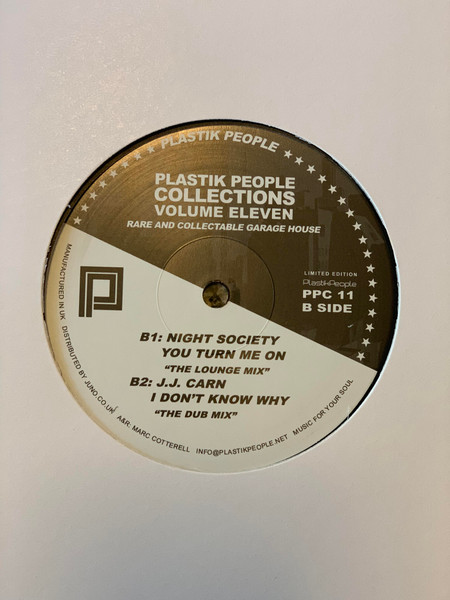 PLASTIK PEOPLE
PLASTIK PEOPLE
COLLECTIONS
VOLUME ELEVEN
RARE AND COLLECTABLE GARAGE HOUSE
LIMITED EDITION
PlastikPeople
PPC 11
B SIDE
B1: NIGHT SOCIETY
YOU TURN ME ON
"THE LOUNGE MIX"
B2: J.J. CARN
I DON'T KNOW WHY
"THE DUB MIX"
MANUFACTURED IN UK. DISTRIBUTED BY JUNO.CO.UK A&R: MARC COTTERELL INFO@PLASTIKPEOPLE.NET MUSIC FOR YOUR SOUL